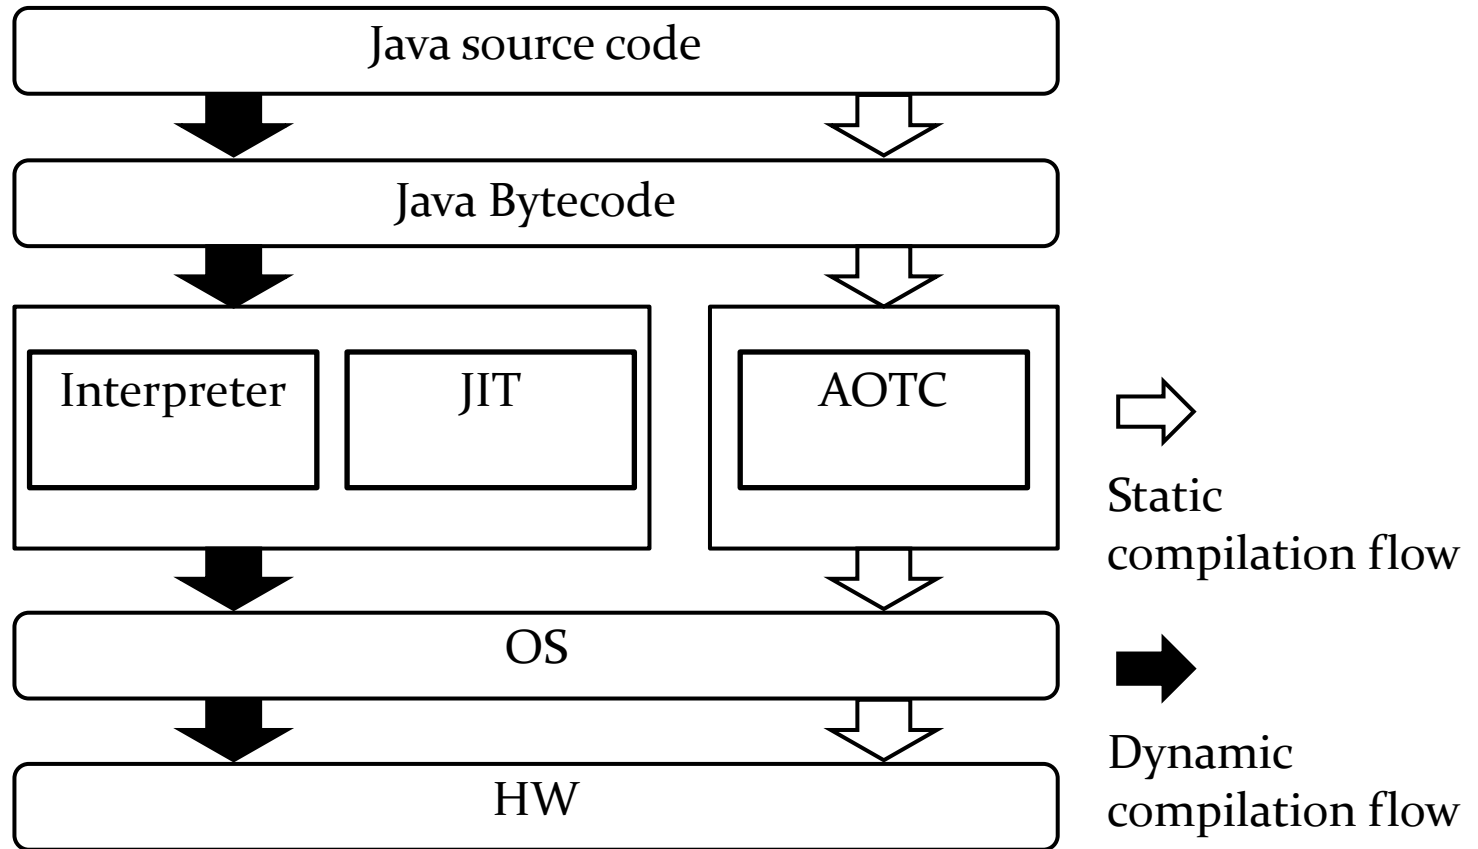 Java source code
Java Bytecode
Interpreter
JIT
AOTC
Static
compilation flow
OS
Dynamic
compilation flow
HW